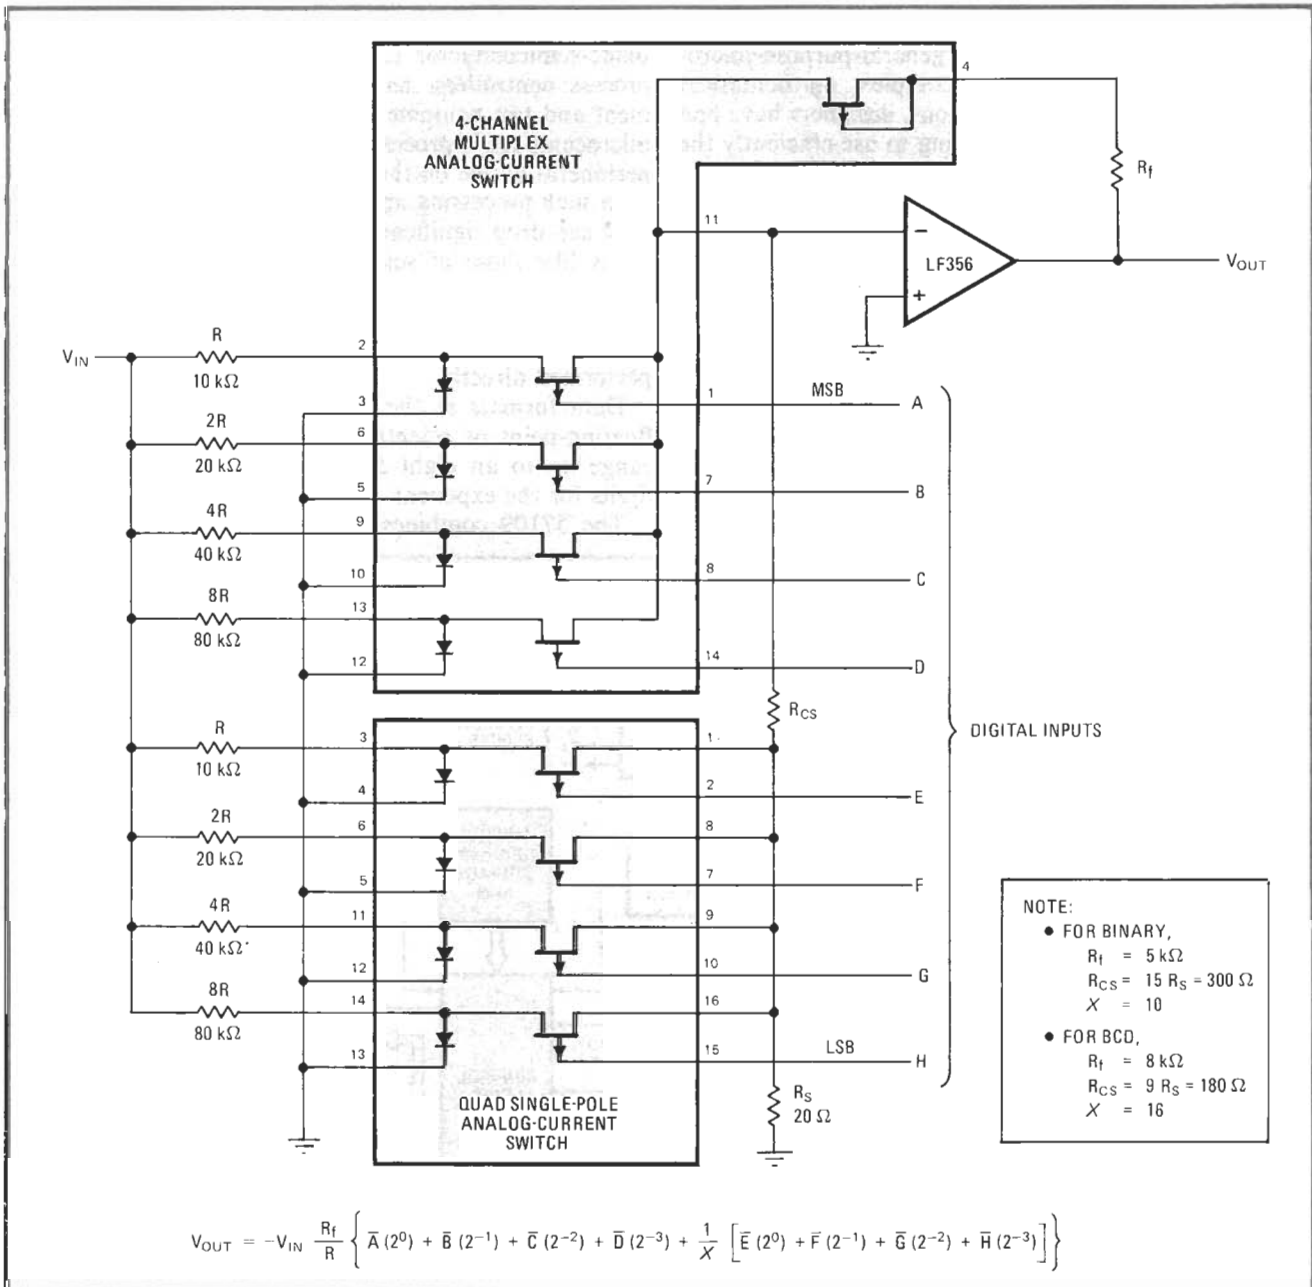 4-CHANNEL
MULTIPLEX
ANALOG-CURRENT
SWITCH
4
Rf
11
−
+
LF356
VOUT
VIN
R
10 kΩ
2
3
1
MSB
A
2R
20 kΩ
6
5
7
B
4R
40 kΩ
9
10
8
C
8R
80 kΩ
13
12
14
D
RCS
DIGITAL INPUTS
R
10 kΩ
3
4
1
2
E
2R
20 kΩ
6
5
8
7
F
4R
40 kΩ
11
12
9
10
G
8R
80 kΩ
14
13
16
15
LSB
H
RS
20 Ω
QUAD SINGLE-POLE
ANALOG-CURRENT
SWITCH
NOTE:
● FOR BINARY,
Rf = 5 kΩ
RCS = 15 RS = 300 Ω
X = 10
● FOR BCD,
Rf = 8 kΩ
RCS = 9 RS = 180 Ω
X = 16
VOUT = -VIN Rf/R { A̅ (2⁰) + B̅ (2⁻¹) + C̅ (2⁻²) + D̅ (2⁻³) + 1/X [ E̅ (2⁰) + F̅ (2⁻¹) + G̅ (2⁻²) + H̅ (2⁻³) ] }